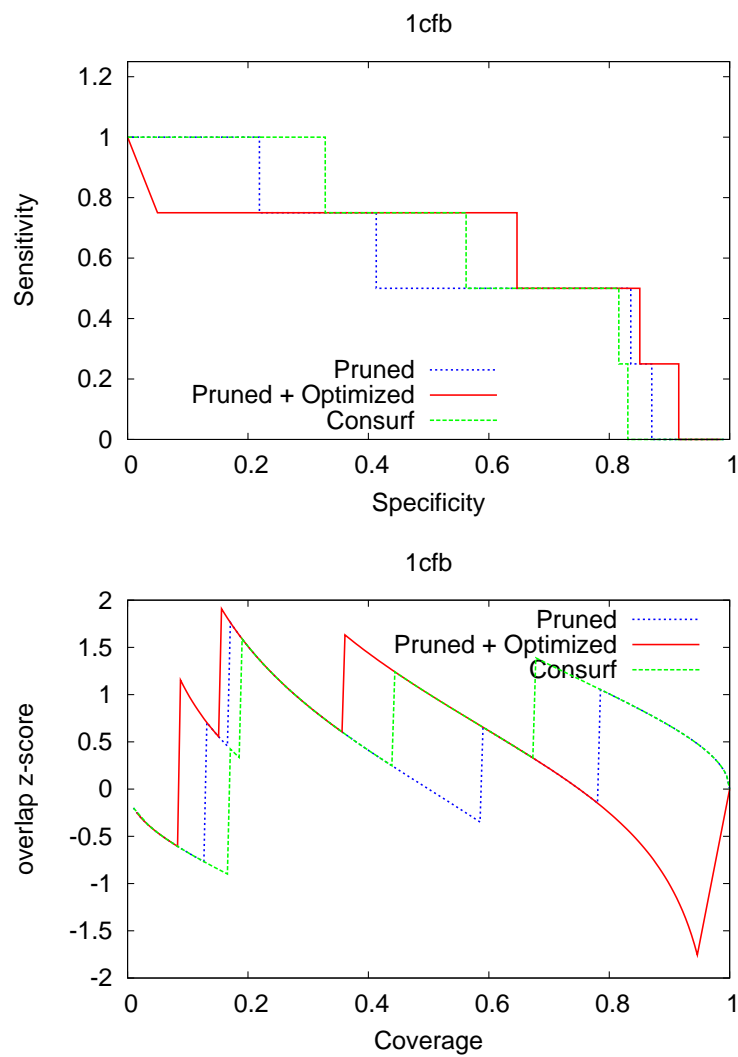 1cfb
1.2
1
0.8
0.6
0.4
0.2
0
Sensitivity
Pruned
Pruned + Optimized
Consurf
0 0.2 0.4 0.6 0.8 1
Specificity
1cfb
2
1.5
1
0.5
0
-0.5
-1
-1.5
-2
overlap z-score
Pruned
Pruned + Optimized
Consurf
0 0.2 0.4 0.6 0.8 1
Coverage